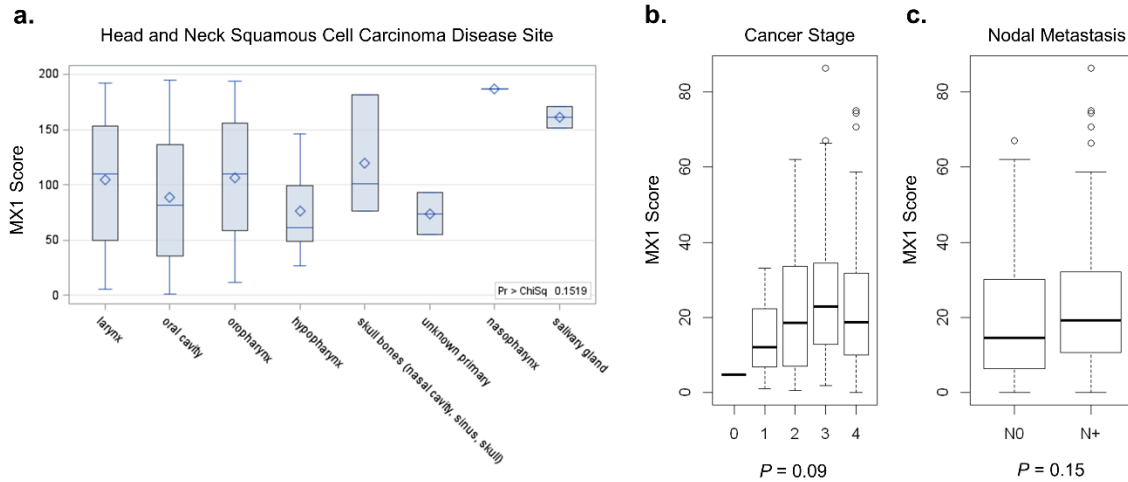 a.
Head and Neck Squamous Cell Carcinoma Disease Site
MX1 Score
200
150
100
50
0
Pr > ChiSq 0.1519
larynx
oral cavity
oropharynx
hypopharynx
skull bones (nasal cavity, sinus, skull)
unknown primary
nasopharynx
salivary gland
b.
Cancer Stage
MX1 Score
80
60
40
20
0
0 1 2 3 4
P = 0.09
c.
Nodal Metastasis
MX1 Score
80
60
40
20
0
N0 N+
P = 0.15